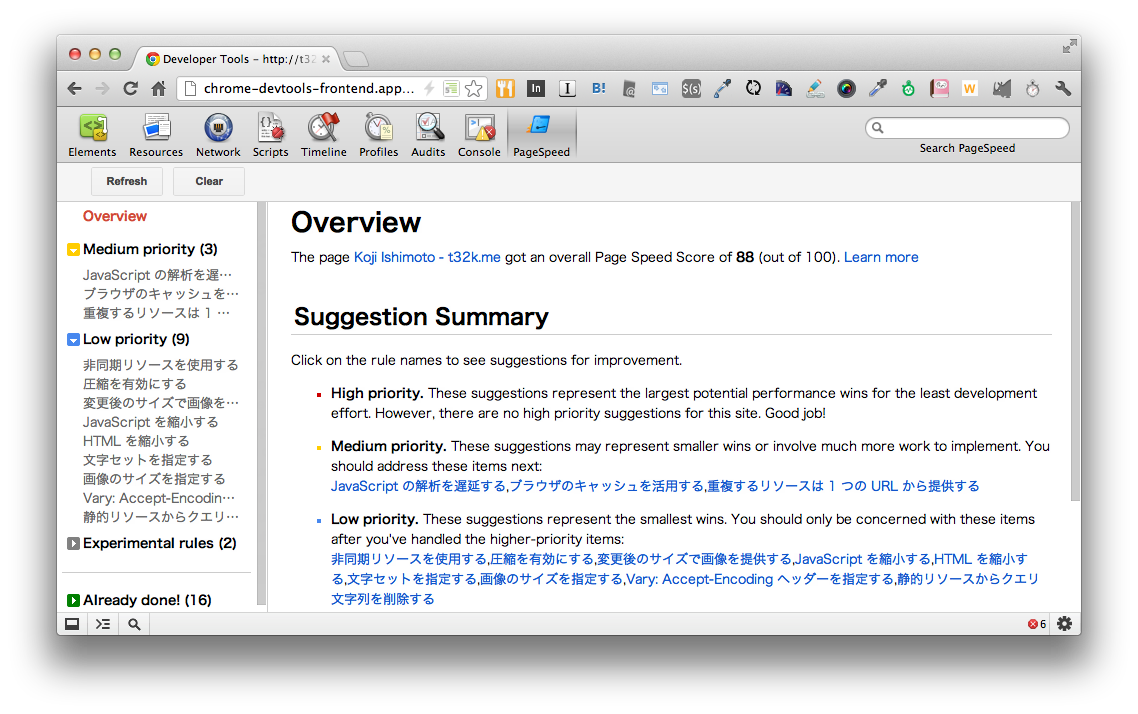 Developer Tools - http://t32
chrome-devtools-frontend.app...
In
I
B!
$(s)
W
Elements
Resources
Network
Scripts
Timeline
Profiles
Audits
Console
PageSpeed
Search PageSpeed
Refresh
Clear
Overview
Medium priority (3)
JavaScript の解析を遅…
ブラウザのキャッシュを…
重複するリソースは 1 …
Low priority (9)
非同期リソースを使用する
圧縮を有効にする
変更後のサイズで画像を…
JavaScript を縮小する
HTML を縮小する
文字セットを指定する
画像のサイズを指定する
Vary: Accept-Encodin…
静的リソースからクエリ…
Experimental rules (2)
Already done! (16)
Overview
The page Koji Ishimoto - t32k.me got an overall Page Speed Score of 88 (out of 100). Learn more
Suggestion Summary
Click on the rule names to see suggestions for improvement.
High priority. These suggestions represent the largest potential performance wins for the least development
effort. However, there are no high priority suggestions for this site. Good job!
Medium priority. These suggestions may represent smaller wins or involve much more work to implement. You
should address these items next:
JavaScript の解析を遅延する,ブラウザのキャッシュを活用する,重複するリソースは 1 つの URL から提供する
Low priority. These suggestions represent the smallest wins. You should only be concerned with these items
after you've handled the higher-priority items:
非同期リソースを使用する,圧縮を有効にする,変更後のサイズで画像を提供する,JavaScript を縮小する,HTML を縮小す
る,文字セットを指定する,画像のサイズを指定する,Vary: Accept-Encoding ヘッダーを指定する,静的リソースからクエリ
文字列を削除する
6